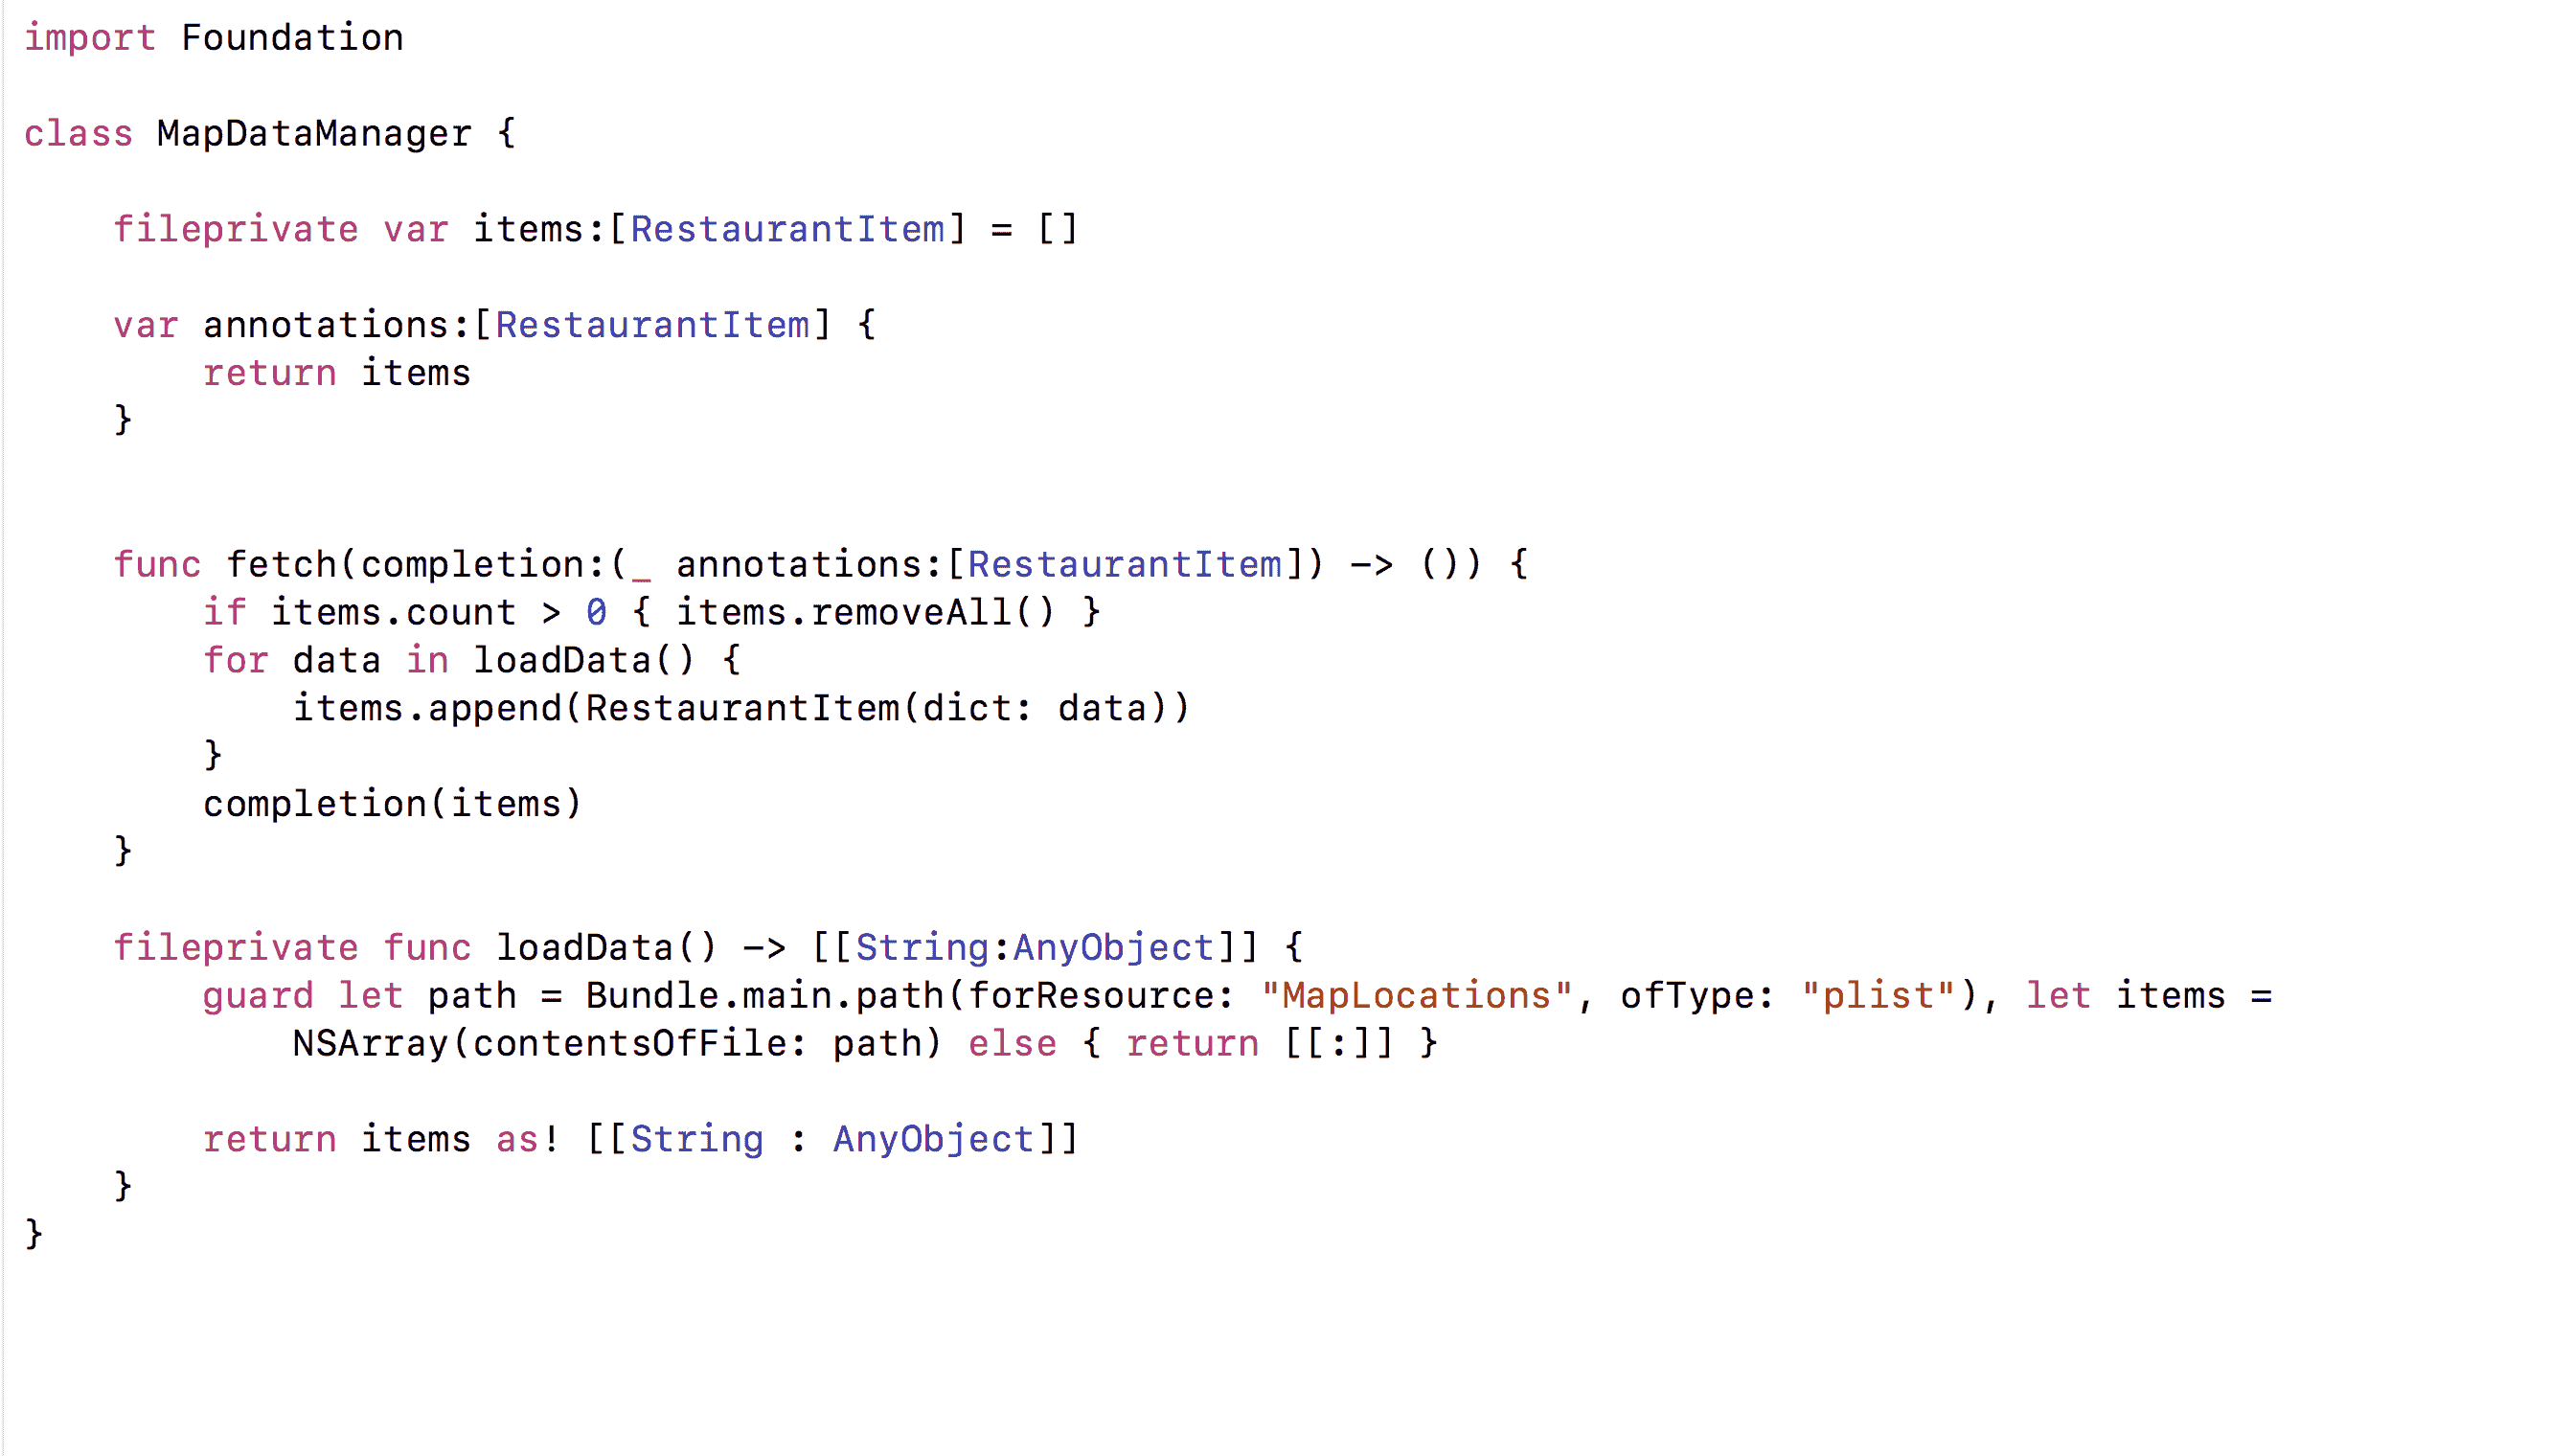 import Foundation
class MapDataManager {
fileprivate var items:[RestaurantItem] = []
var annotations:[RestaurantItem] {
return items
}
func fetch(completion:(_ annotations:[RestaurantItem]) -> ()) {
if items.count > 0 { items.removeAll() }
for data in loadData() {
items.append(RestaurantItem(dict: data))
}
completion(items)
}
fileprivate func loadData() -> [[String:AnyObject]] {
guard let path = Bundle.main.path(forResource: "MapLocations", ofType: "plist"), let items =
NSArray(contentsOfFile: path) else { return [[:]] }
return items as! [[String : AnyObject]]
}
}